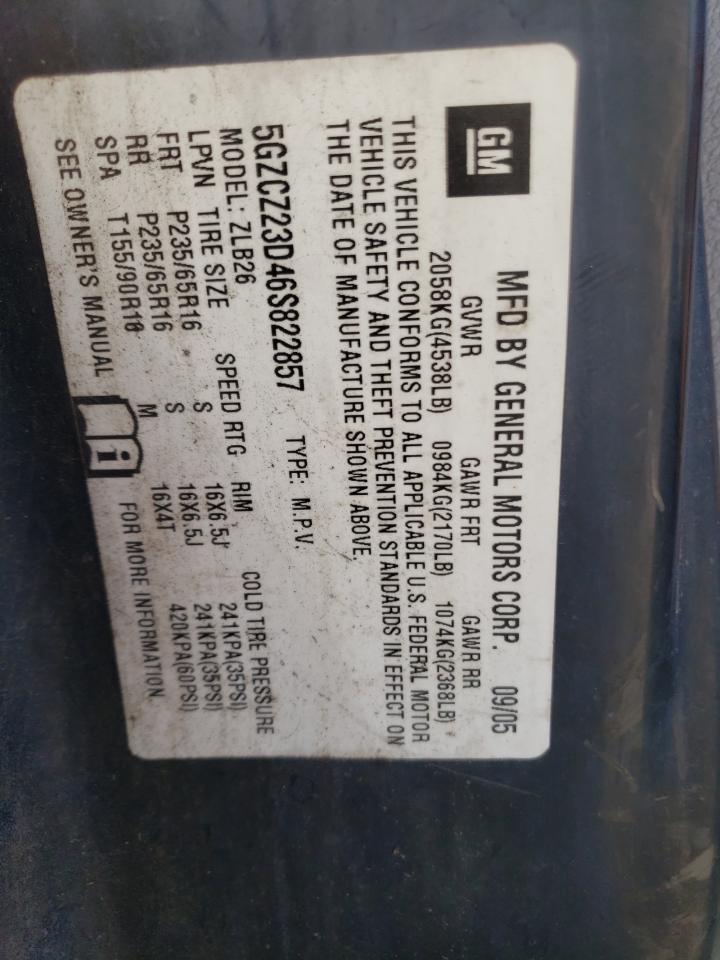 GM
MFD BY GENERAL MOTORS CORP. 09/05
GVWR GAWR FRT GAWR RR
2058KG(4538LB) 0984KG(2170LB) 1074KG(2368LB)
THIS VEHICLE CONFORMS TO ALL APPLICABLE U.S. FEDERAL MOTOR
VEHICLE SAFETY AND THEFT PREVENTION STANDARDS IN EFFECT ON
THE DATE OF MANUFACTURE SHOWN ABOVE.
5GZCZ23D46S822857 TYPE: M.P.V.
MODEL: ZLB26
LPVN TIRE SIZE SPEED RTG RIM COLD TIRE PRESSURE
FRT P235/65R16 S 16X6.5J 241KPA(35PSI)
RR P235/65R16 S 16X6.5J 241KPA(35PSI)
SPA T155/90R16 M 16X4T 420KPA(60PSI)
SEE OWNER'S MANUAL i FOR MORE INFORMATION